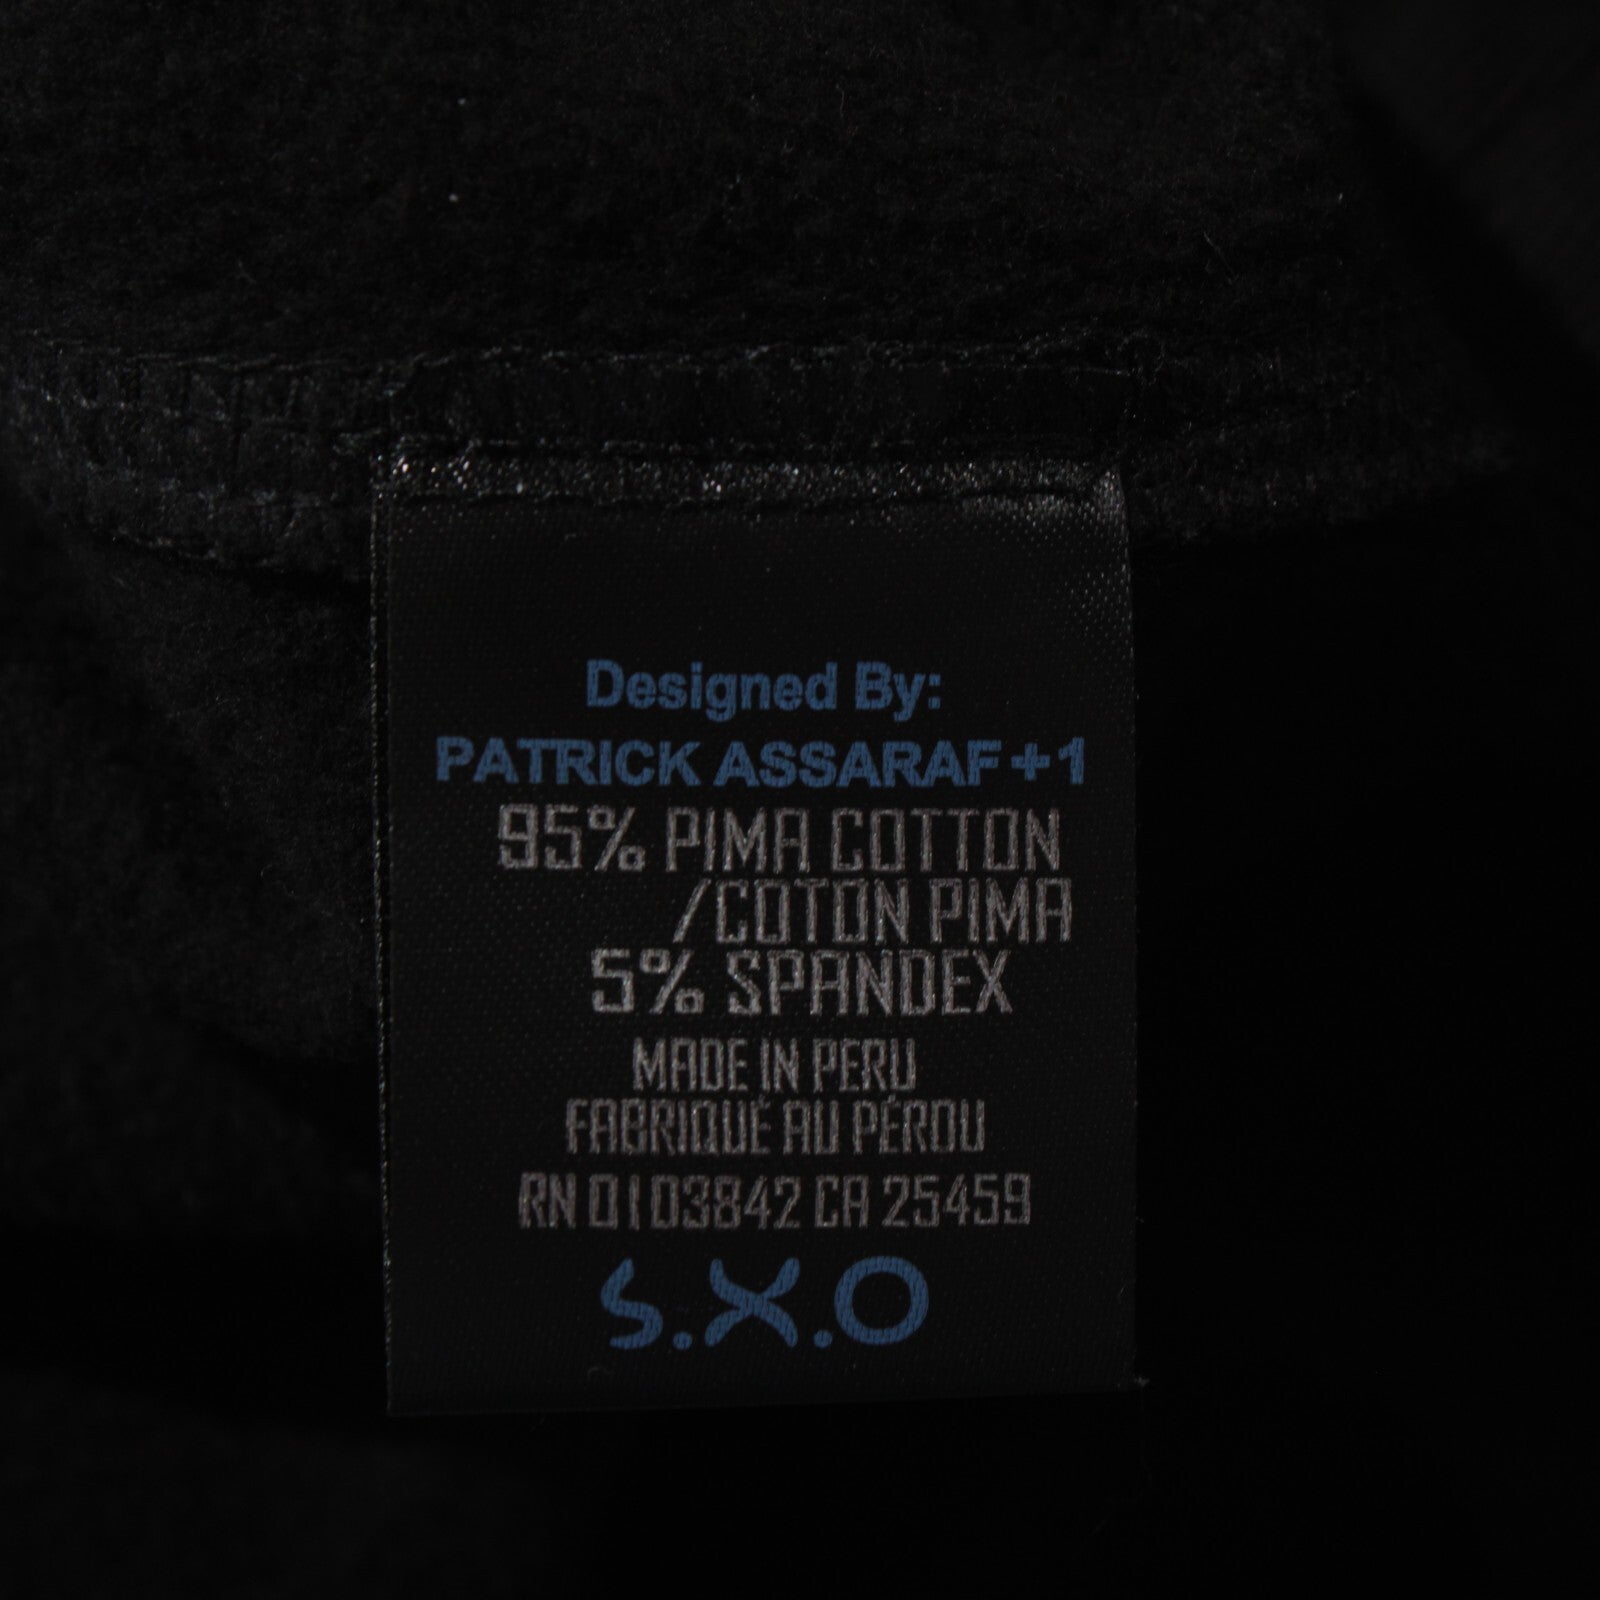 Designed By:
PATRICK ASSARAF+1
95% PIMA COTTON
/COTON PIMA
5% SPANDEX
MADE IN PERU
FABRIQUÉ AU PÉROU
RN 0103842 CA 25459
S.X.O